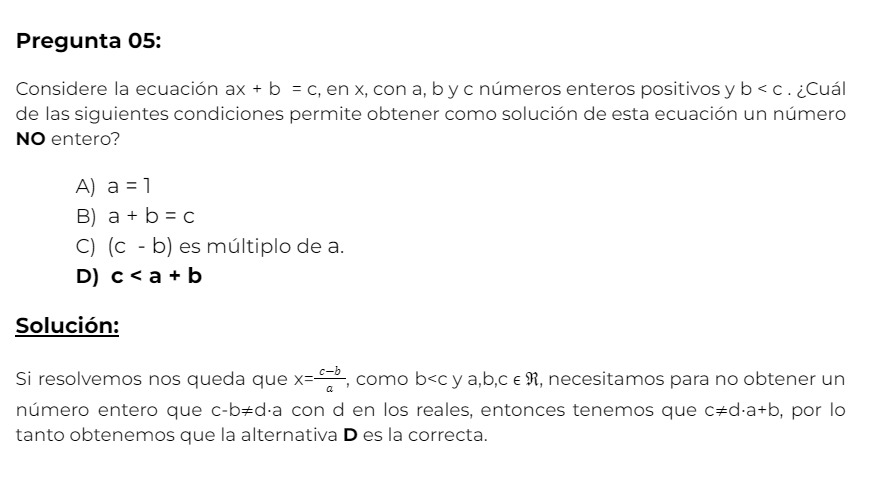 Pregunta 05:
Considere la ecuación ax + b = c, en x, con a, b y c números enteros positivos y b < c . ¿Cuál
de las siguientes condiciones permite obtener como solución de esta ecuación un número
NO entero?
A) a = 1
B) a + b = c
C) (c - b) es múltiplo de a.
D) c < a + b
Solución:
Si resolvemos nos queda que x=\frac{c-b}{a}, como b<c y a,b,c ϵ ℜ, necesitamos para no obtener un
número entero que c-b≠d·a con d en los reales, entonces tenemos que c≠d·a+b, por lo
tanto obtenemos que la alternativa D es la correcta.